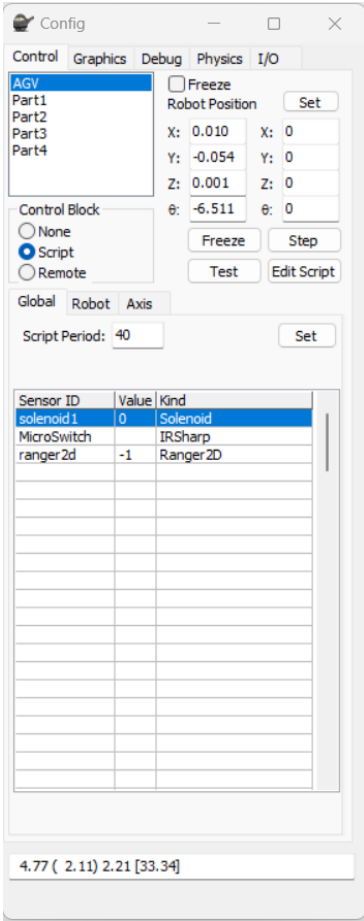 Config
Control Graphics Debug Physics I/O
AGV
Part1
Part2
Part3
Part4
Freeze
Robot Position Set
X: 0.010 X: 0
Y: -0.054 Y: 0
Z: 0.001 Z: 0
θ: -6.511 θ: 0
Control Block
None
Script
Remote
Freeze Step
Test Edit Script
Global Robot Axis
Script Period: 40 Set
Sensor ID Value Kind
solenoid1 0 Solenoid
MicroSwitch IRSharp
ranger2d -1 Ranger2D
4.77 ( 2.11) 2.21 [33.34]